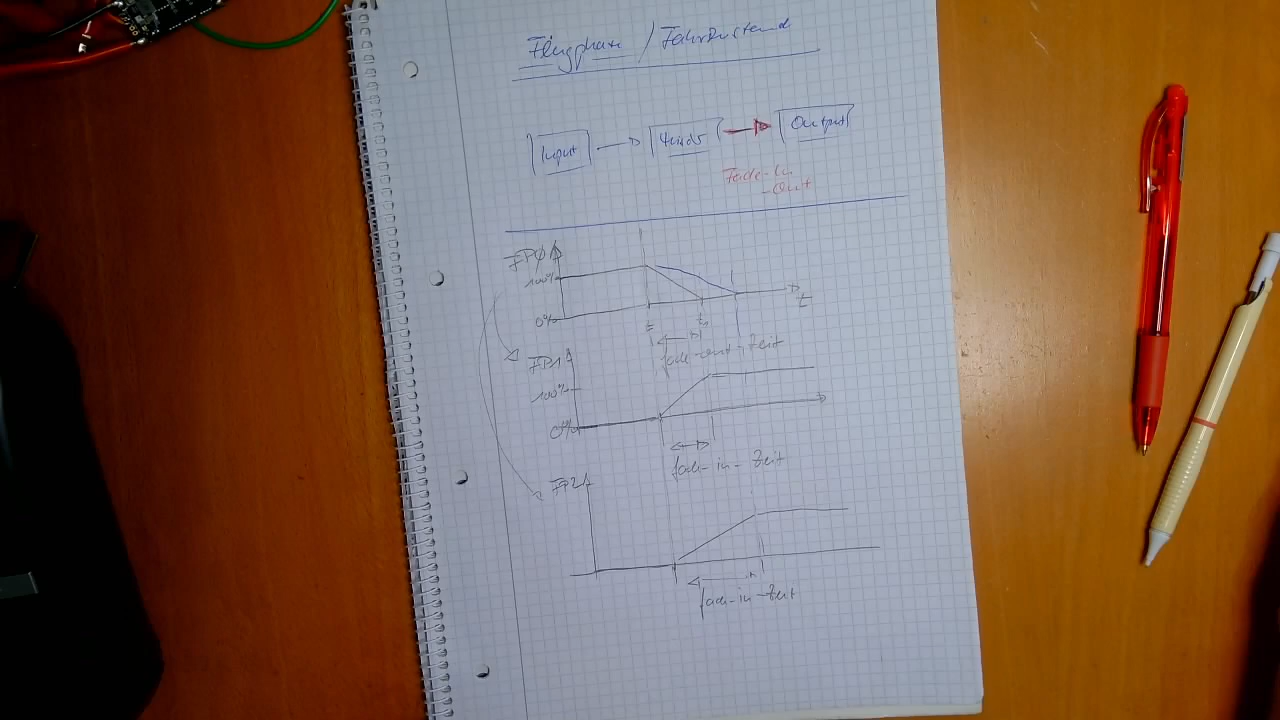 Flugphase / Fahrzustand
Input
Output
Fade-In
-Out
FP0
100%
0%
t
fade-out-Zeit
FP1
100%
0%
fade-in-Zeit
FP2
fade-in-Zeit